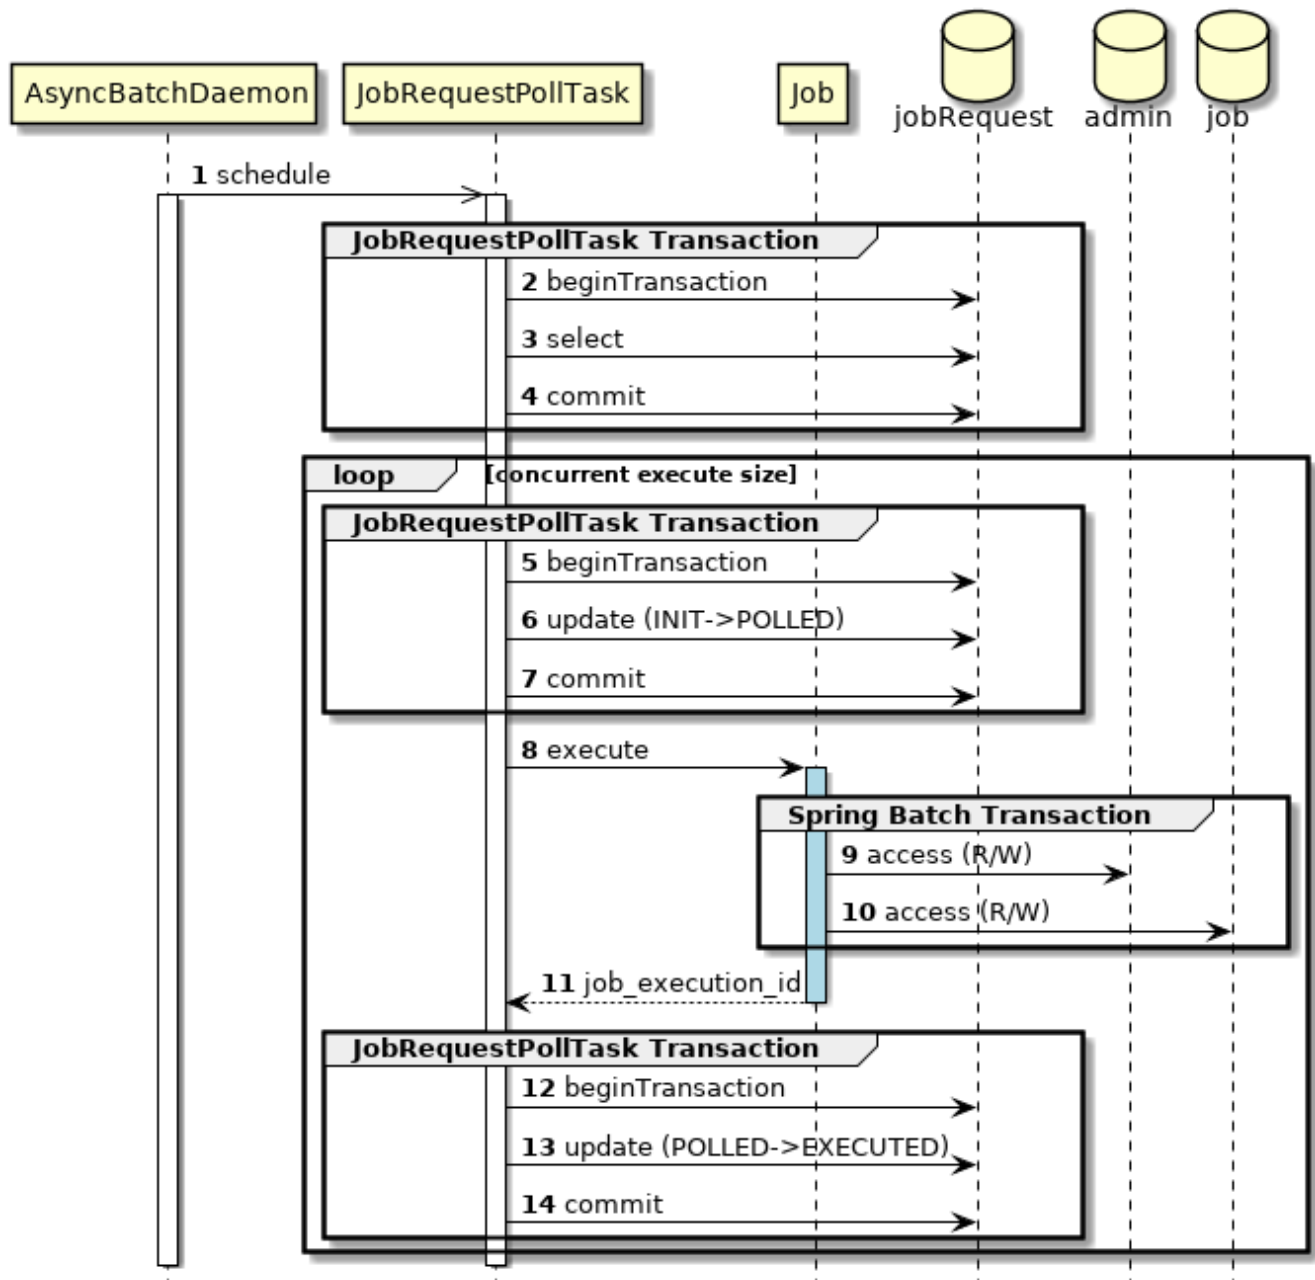 AsyncBatchDaemon
JobRequestPollTask
Job
jobRequest
admin
job
1 schedule
JobRequestPollTask Transaction
2 beginTransaction
3 select
4 commit
loop [concurrent execute size]
JobRequestPollTask Transaction
5 beginTransaction
6 update (INIT->POLLED)
7 commit
8 execute
Spring Batch Transaction
9 access (R/W)
10 access (R/W)
11 job_execution_id
JobRequestPollTask Transaction
12 beginTransaction
13 update (POLLED->EXECUTED)
14 commit